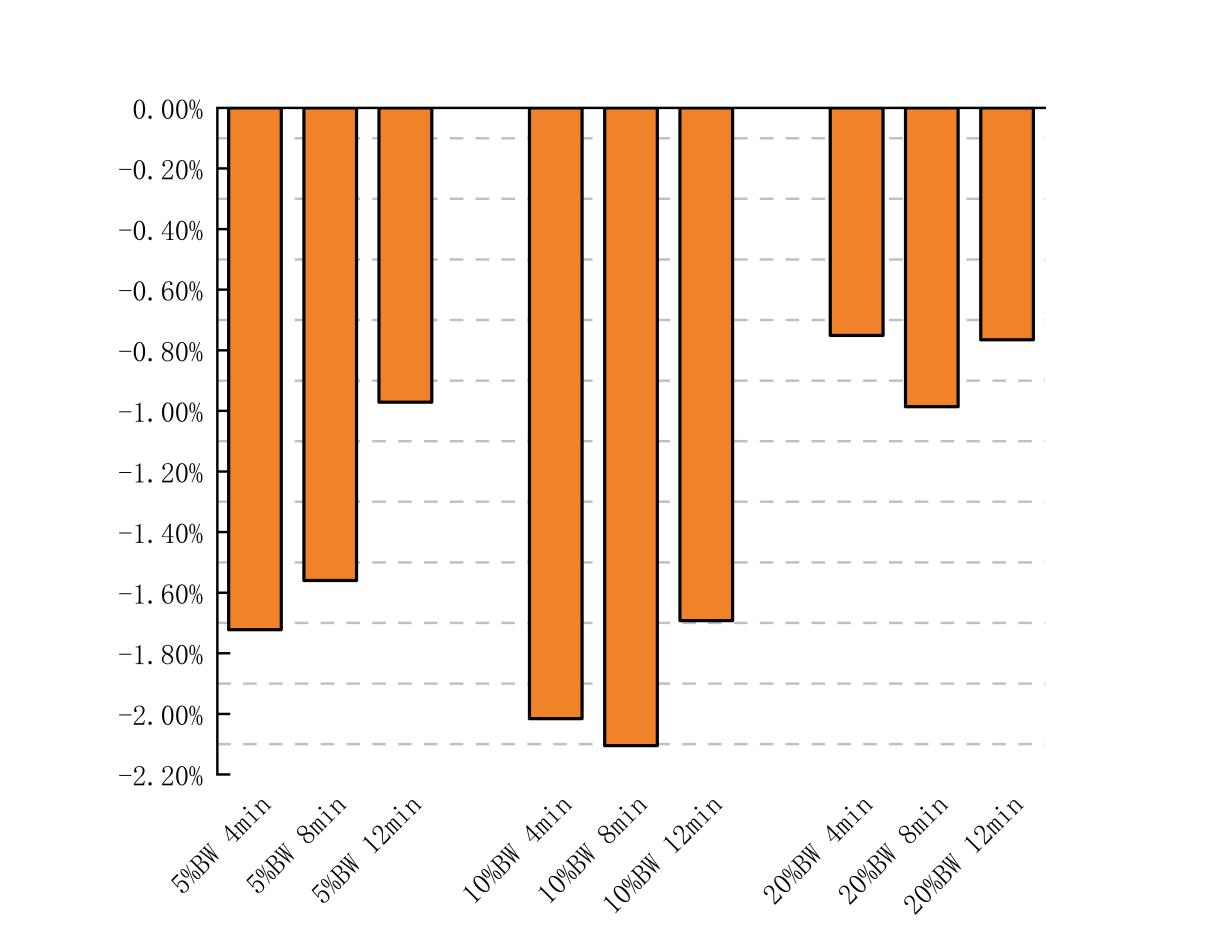 0.00%
−0.20%
−0.40%
−0.60%
−0.80%
−1.00%
−1.20%
−1.40%
−1.60%
−1.80%
−2.00%
−2.20%
5%BW 4min
5%BW 8min
5%BW 12min
10%BW 4min
10%BW 8min
10%BW 12min
20%BW 4min
20%BW 8min
20%BW 12min